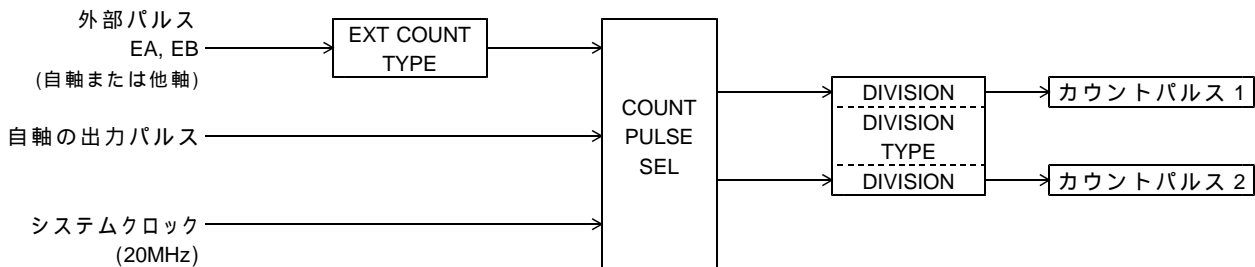 外部パルス
EA, EB
(自軸または他軸)
EXT COUNT
TYPE
自軸の出力パルス
システムクロック
(20MHz)
COUNT
PULSE
SEL
DIVISION
DIVISION
TYPE
DIVISION
カウントパルス 1
カウントパルス 2